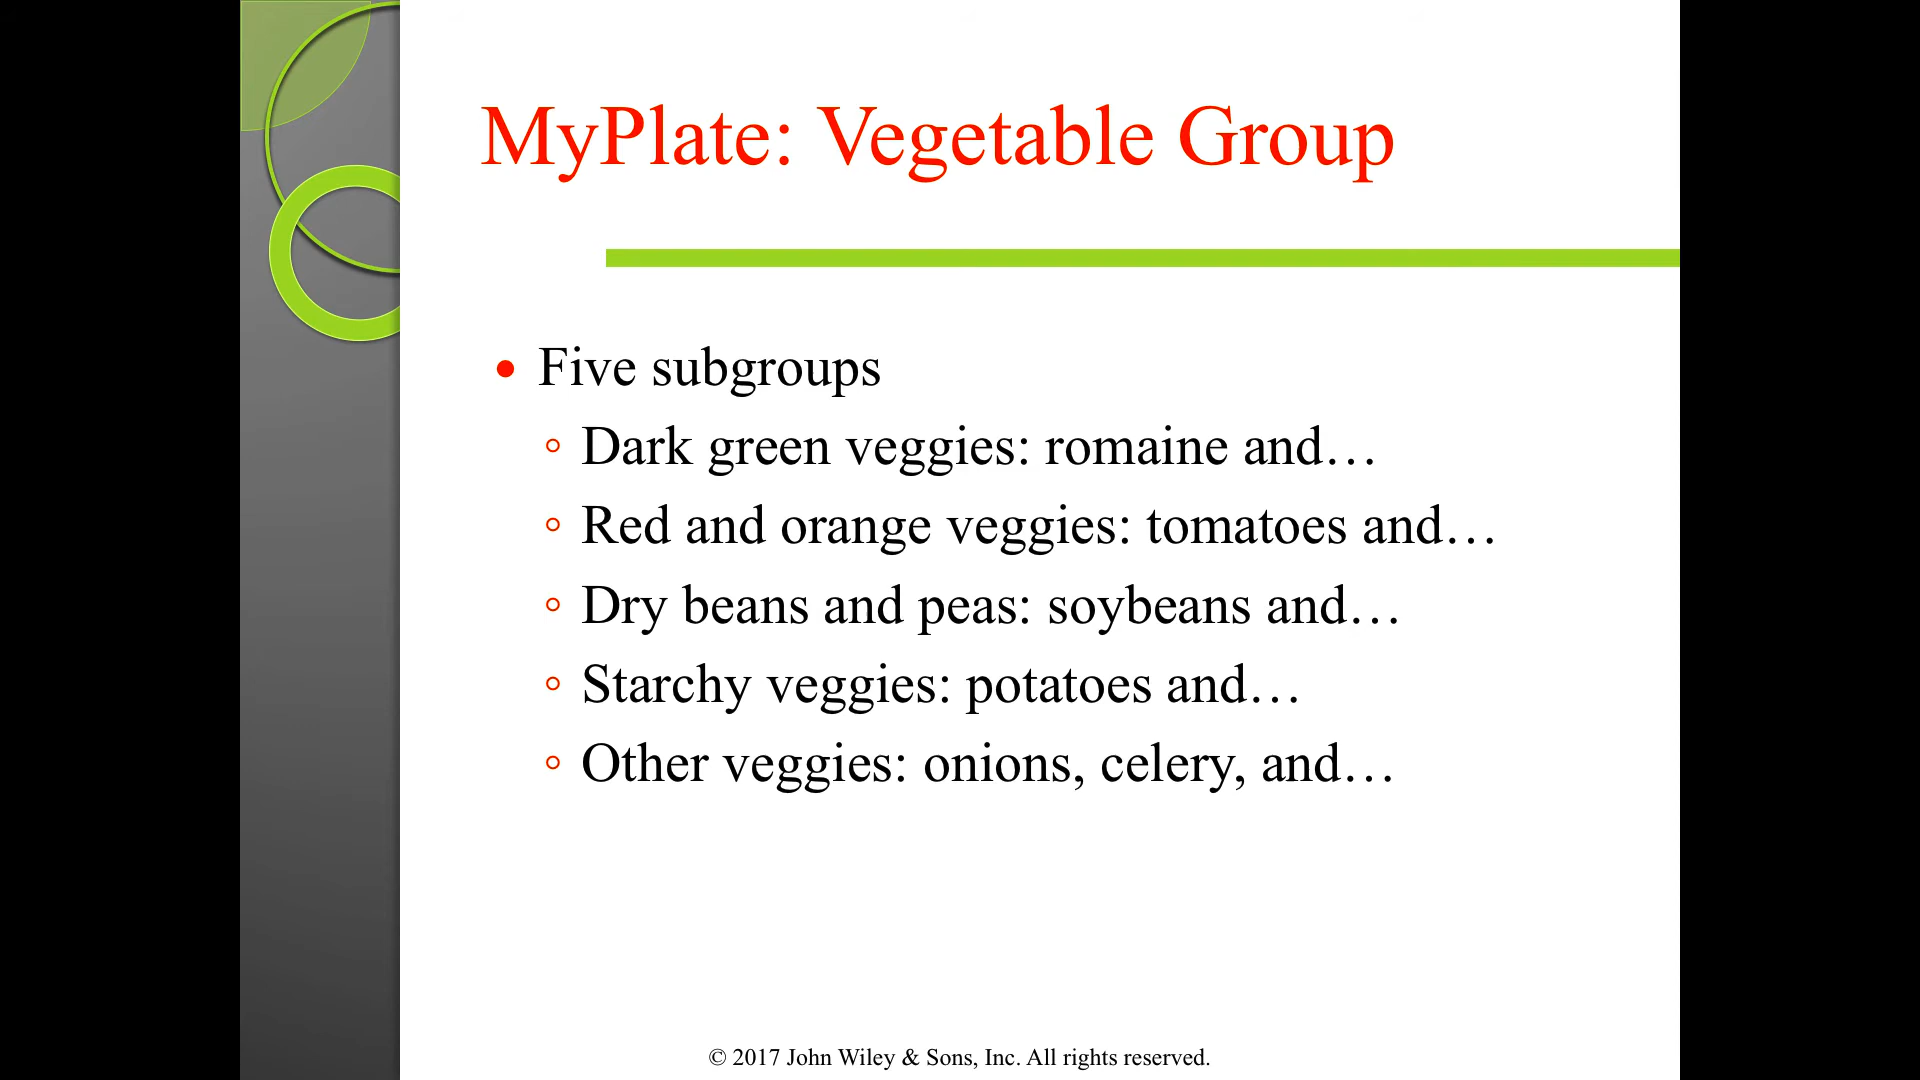 MyPlate: Vegetable Group
• Five subgroups
◦ Dark green veggies: romaine and…
◦ Red and orange veggies: tomatoes and…
◦ Dry beans and peas: soybeans and…
◦ Starchy veggies: potatoes and…
◦ Other veggies: onions, celery, and…
© 2017 John Wiley & Sons, Inc. All rights reserved.